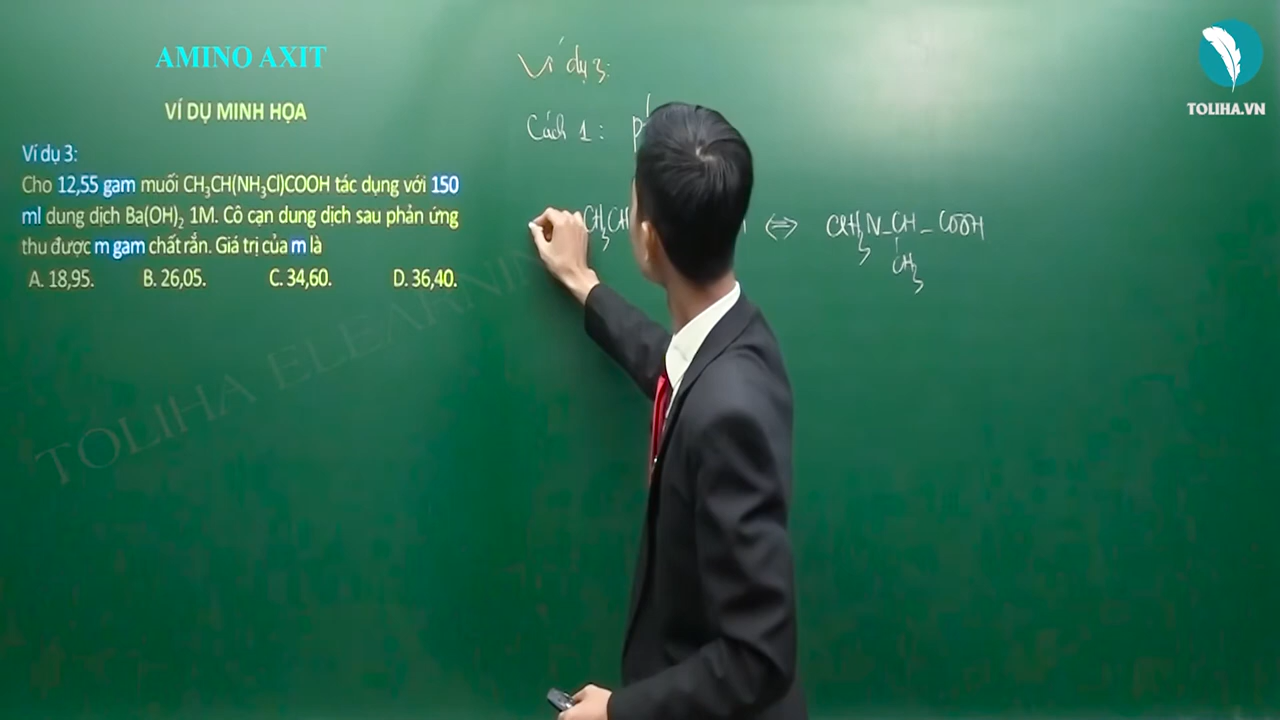 AMINO AXIT
VÍ DỤ MINH HỌA
Ví dụ 3:
Cho 12,55 gam muối CH₃CH(NH₃Cl)COOH tác dụng với 150
ml dung dịch Ba(OH)₂ 1M. Cô cạn dung dịch sau phản ứng
thu được m gam chất rắn. Giá trị của m là
A. 18,95. B. 26,05. C. 34,60. D. 36,40.
Ví dụ 3:
Cách 1:
CH₃CH ⇔ ClH₃N-CH-COOH
CH₃
TOLIHA.VN
TOLIHA ELEARNIN